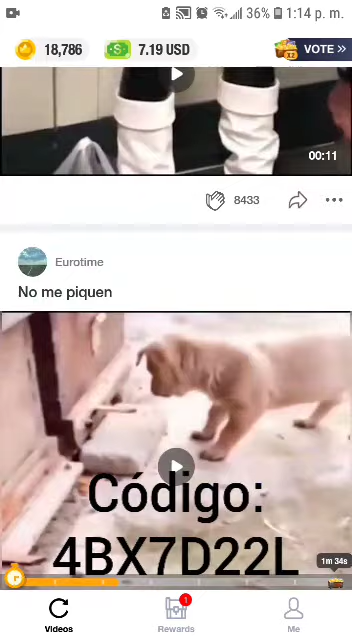 36% 1:14 p. m.
18,786 7.19 USD VOTE >>
00:11
8433
Eurotime
No me piquen
Código:
4BX7D22L
1m 34s
1
Videos Rewards Me